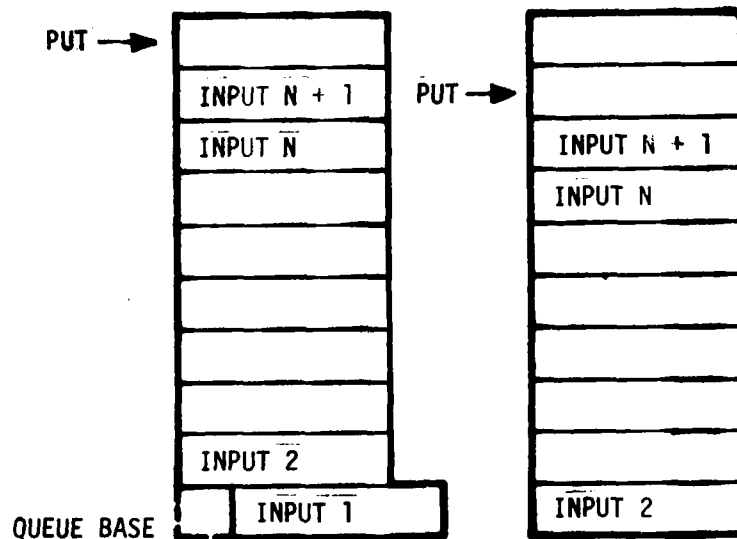 PUT
INPUT N + 1
INPUT N
INPUT 2
INPUT 1
QUEUE BASE
PUT
INPUT N + 1
INPUT N
INPUT 2